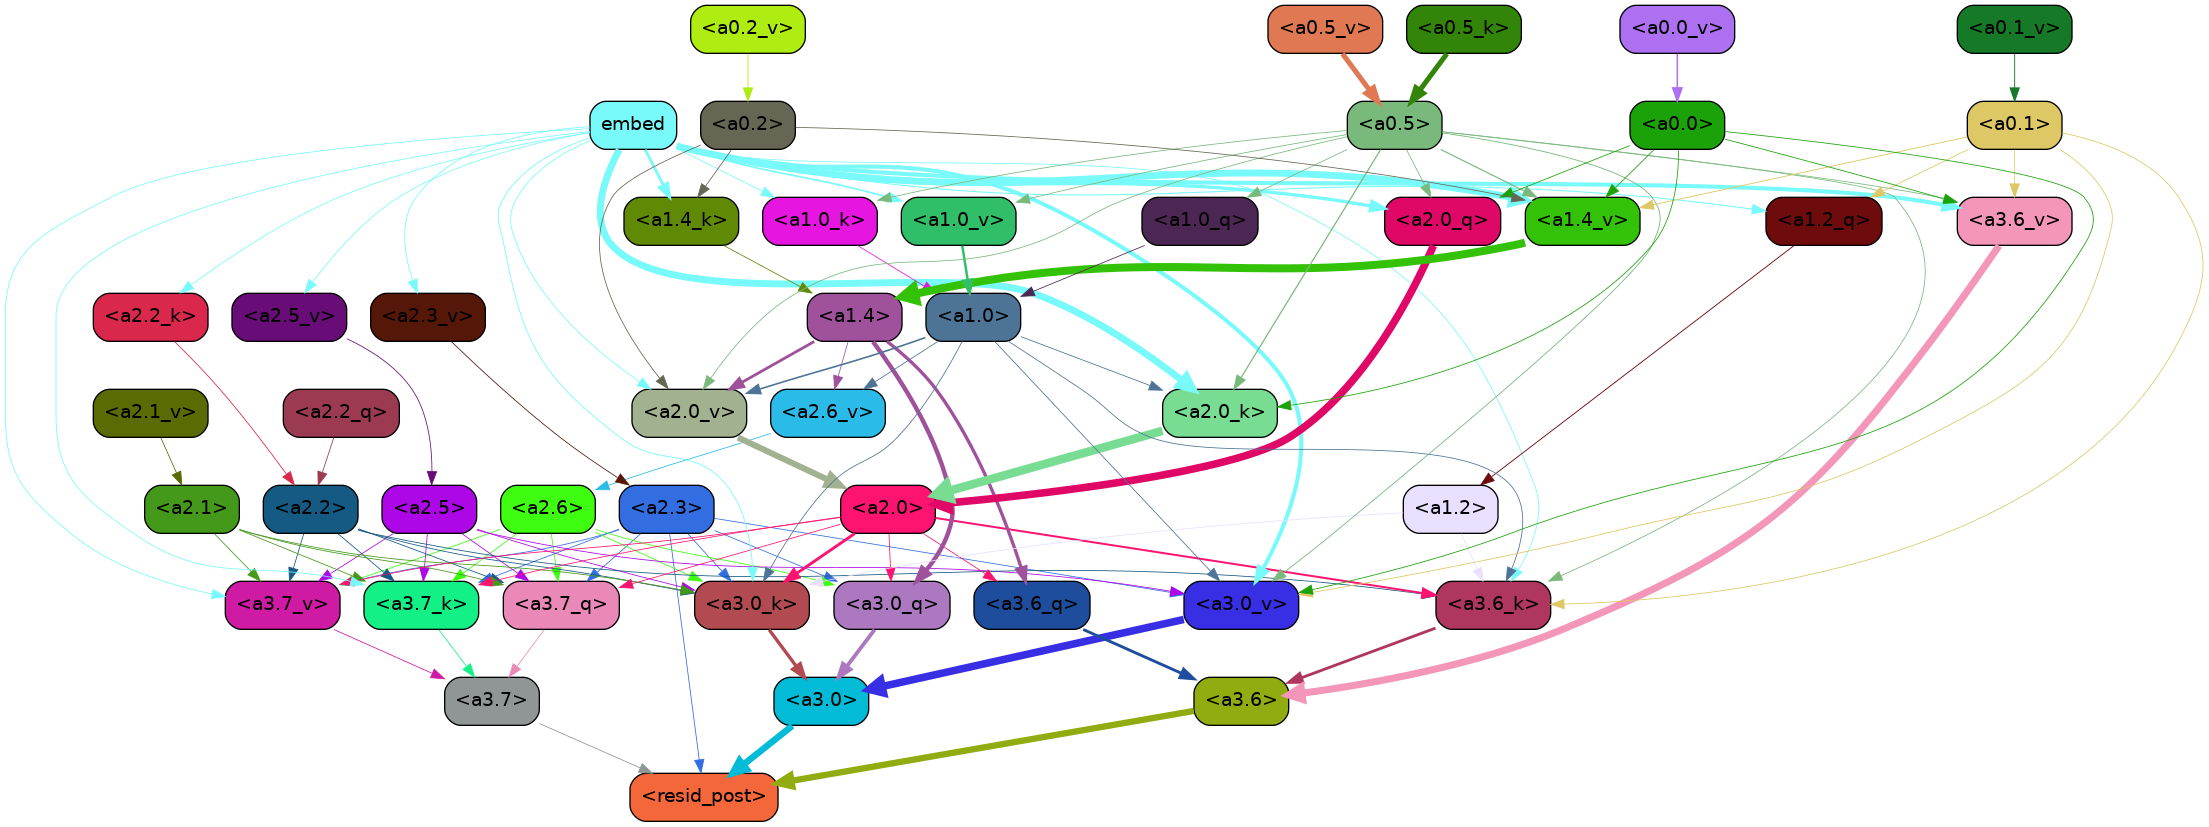 <a0.2_v> <a0.5_v> <a0.5_k> <a0.0_v> <a0.1_v>
embed <a0.2> <a0.5> <a0.0> <a0.1>
<a1.4_k> <a1.0_k> <a1.0_v> <a1.0_q> <a2.0_q> <a1.4_v> <a1.2_q> <a3.6_v>
<a2.2_k> <a2.5_v> <a2.3_v> <a1.4> <a1.0>
<a2.1_v> <a2.2_q> <a2.0_v> <a2.6_v> <a2.0_k>
<a2.1> <a2.2> <a2.5> <a2.6> <a2.3> <a2.0> <a1.2>
<a3.7_v> <a3.7_k> <a3.7_q> <a3.0_k> <a3.0_q> <a3.6_q> <a3.0_v> <a3.6_k>
<a3.7> <a3.0> <a3.6>
<resid_post>